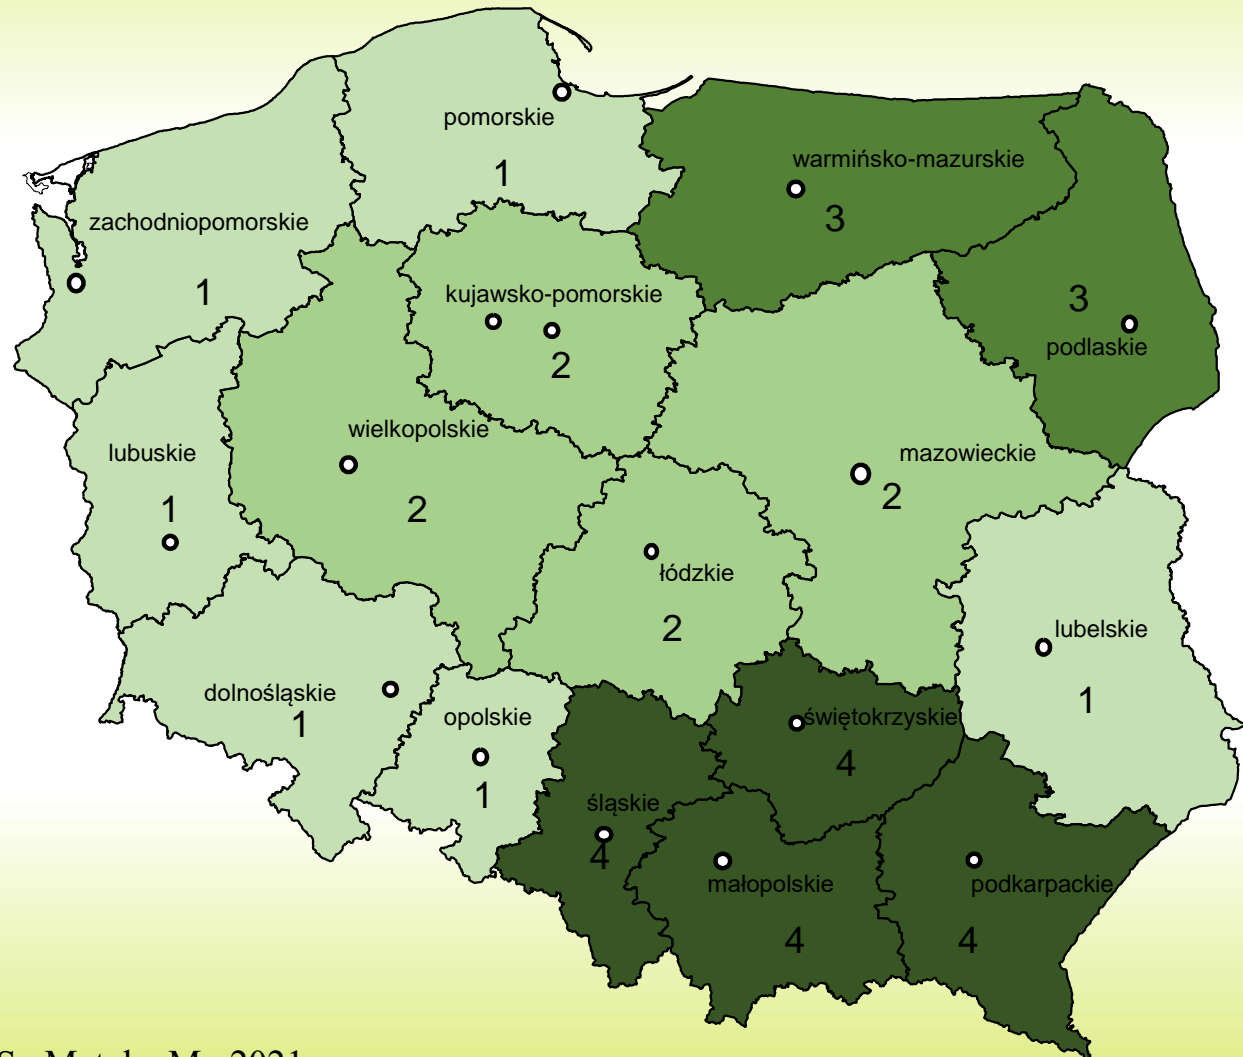 pomorskie
1
warmińsko-mazurskie
3
zachodniopomorskie
1
kujawsko-pomorskie
2
3
podlaskie
wielkopolskie
2
lubuskie
1
mazowieckie
2
łódzkie
2
lubelskie
1
dolnośląskie
1
opolskie
1
świętokrzyskie
4
śląskie
4
małopolskie
4
podkarpackie
4